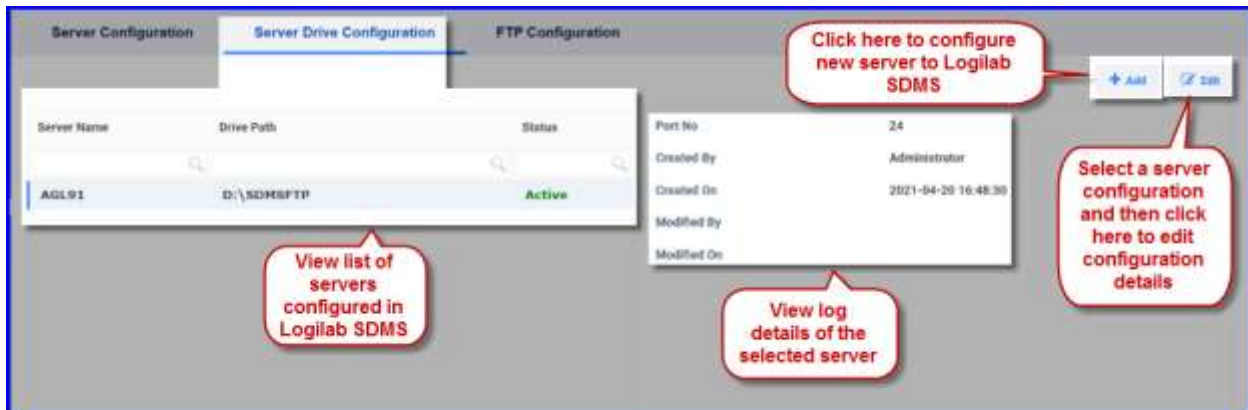 Server Configuration
Server Drive Configuration
FTP Configuration
Click here to configure
new server to Logilab
SDMS
Add
Edit
Server Name
Drive Path
Status
AGL91
D:\SDMSFTP
Active
Port No
24
Created By
Administrator
Created On
2021-04-20 16:48:30
Modified By
Modified On
Select a server
configuration
and then click
here to edit
configuration
details
View list of
servers
configured in
Logilab SDMS
View log
details of the
selected server